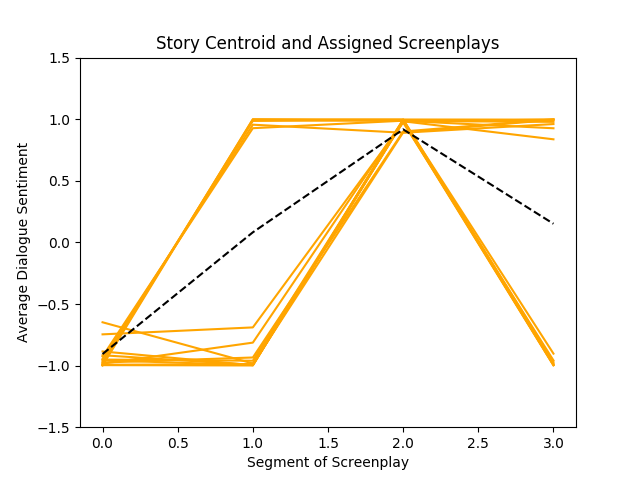 Story Centroid and Assigned Screenplays
1.5
1.0
0.5
0.0
−0.5
−1.0
−1.5
Average Dialogue Sentiment
0.0 0.5 1.0 1.5 2.0 2.5 3.0
Segment of Screenplay